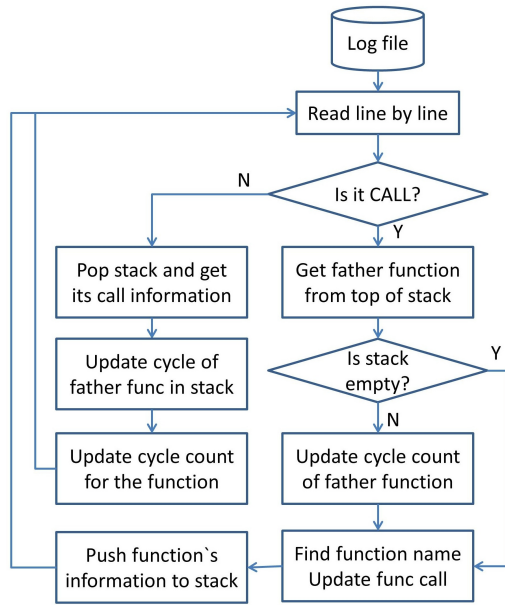 Log file
Read line by line
Is it CALL?
N
Y
Pop stack and get
its call information
Get father function
from top of stack
Update cycle of
father func in stack
Is stack
empty?
Y
N
Update cycle count
for the function
Update cycle count
of father function
Push function`s
information to stack
Find function name
Update func call